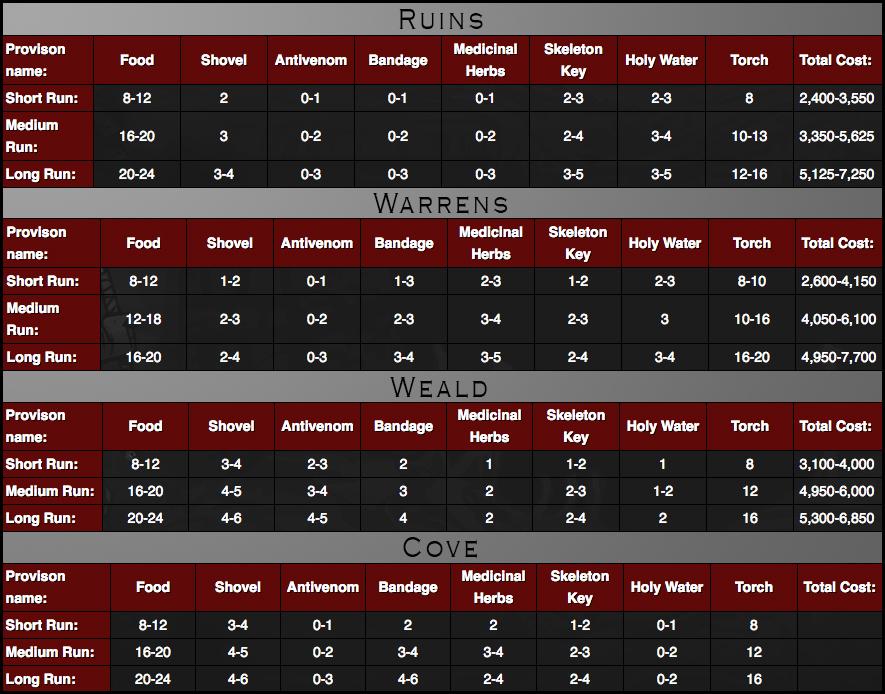 RUINS
Provison name: Food Shovel Antivenom Bandage Medicinal Herbs Skeleton Key Holy Water Torch Total Cost:
Short Run: 8-12 2 0-1 0-1 0-1 2-3 2-3 8 2,400-3,550
Medium Run: 16-20 3 0-2 0-2 0-2 2-4 3-4 10-13 3,350-5,625
Long Run: 20-24 3-4 0-3 0-3 0-3 3-5 3-5 12-16 5,125-7,250
WARRENS
Provison name: Food Shovel Antivenom Bandage Medicinal Herbs Skeleton Key Holy Water Torch Total Cost:
Short Run: 8-12 1-2 0-1 1-3 2-3 1-2 2-3 8-10 2,600-4,150
Medium Run: 12-18 2-3 0-2 2-3 3-4 2-3 3 10-16 4,050-6,100
Long Run: 16-20 2-4 0-3 3-4 3-5 2-4 3-4 16-20 4,950-7,700
WEALD
Provison name: Food Shovel Antivenom Bandage Medicinal Herbs Skeleton Key Holy Water Torch Total Cost:
Short Run: 8-12 3-4 2-3 2 1 1-2 1 8 3,100-4,000
Medium Run: 16-20 4-5 3-4 3 2 2-3 1-2 12 4,950-6,000
Long Run: 20-24 4-6 4-5 4 2 2-4 2 16 5,300-6,850
COVE
Provison name: Food Shovel Antivenom Bandage Medicinal Herbs Skeleton Key Holy Water Torch Total Cost:
Short Run: 8-12 3-4 0-1 2 2 1-2 0-1 8
Medium Run: 16-20 4-5 0-2 3-4 3-4 2-3 0-2 12
Long Run: 20-24 4-6 0-3 4-6 2-4 2-4 0-2 16